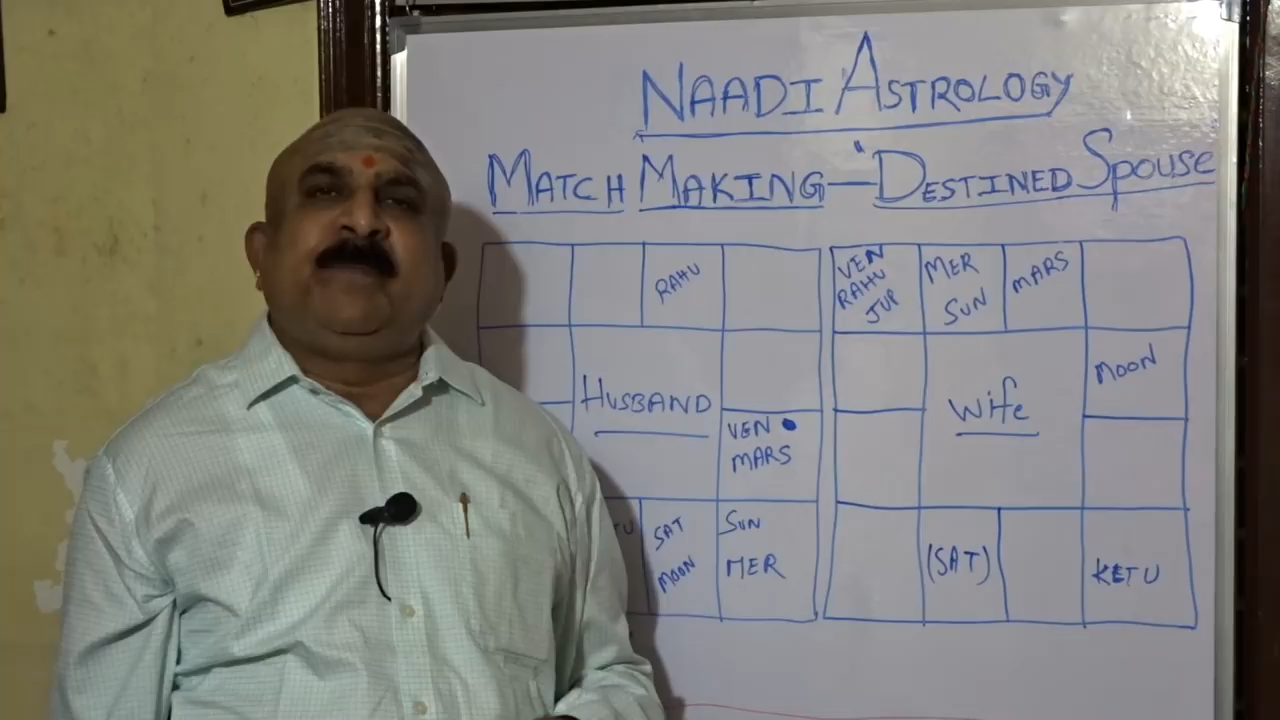 NAADI ASTROLOGY
MATCH MAKING — "DESTINED SPOUSE
RAHU
HUSBAND
VEN
MARS
TU
SAT
MOON
SUN
MER
VEN
RAHU
JUP
MER
SUN
MARS
MOON
Wife
(SAT)
KETU